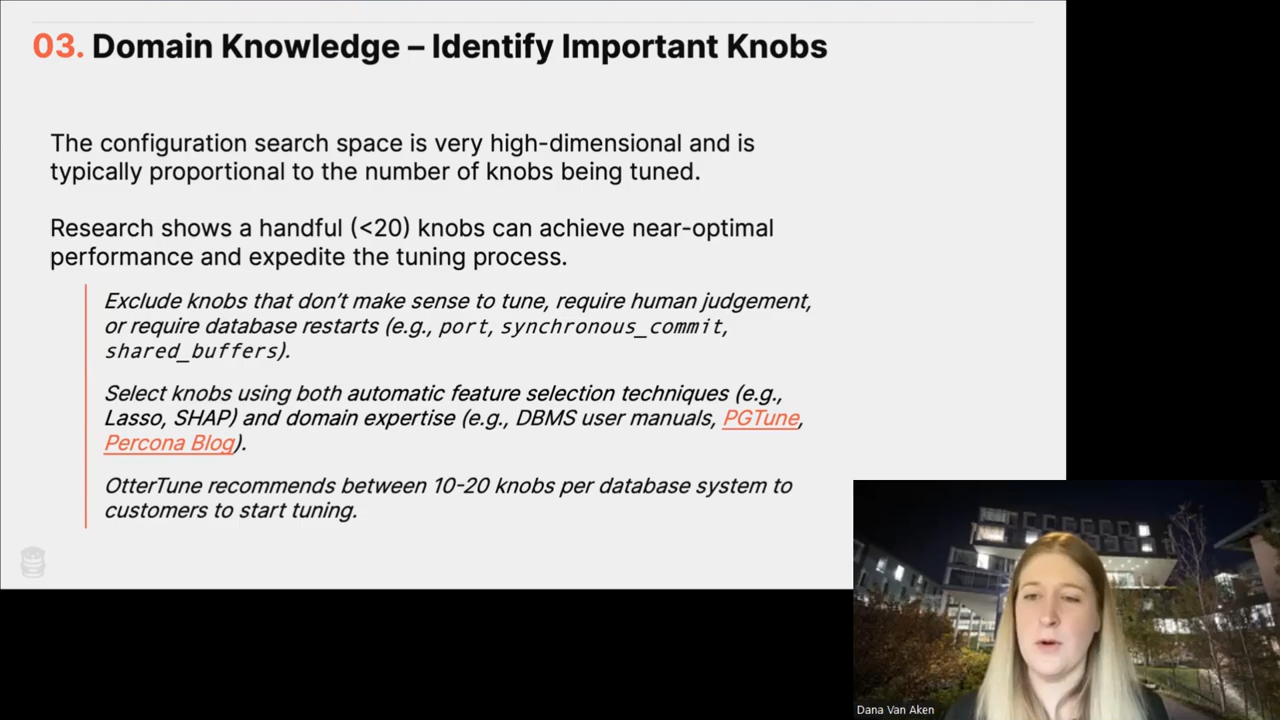 03. Domain Knowledge – Identify Important Knobs
The configuration search space is very high-dimensional and is
typically proportional to the number of knobs being tuned.
Research shows a handful (<20) knobs can achieve near-optimal
performance and expedite the tuning process.
Exclude knobs that don’t make sense to tune, require human judgement,
or require database restarts (e.g., port, synchronous_commit,
shared_buffers).
Select knobs using both automatic feature selection techniques (e.g.,
Lasso, SHAP) and domain expertise (e.g., DBMS user manuals, PGTune,
Percona Blog).
OtterTune recommends between 10-20 knobs per database system to
customers to start tuning.
Dana Van Aken